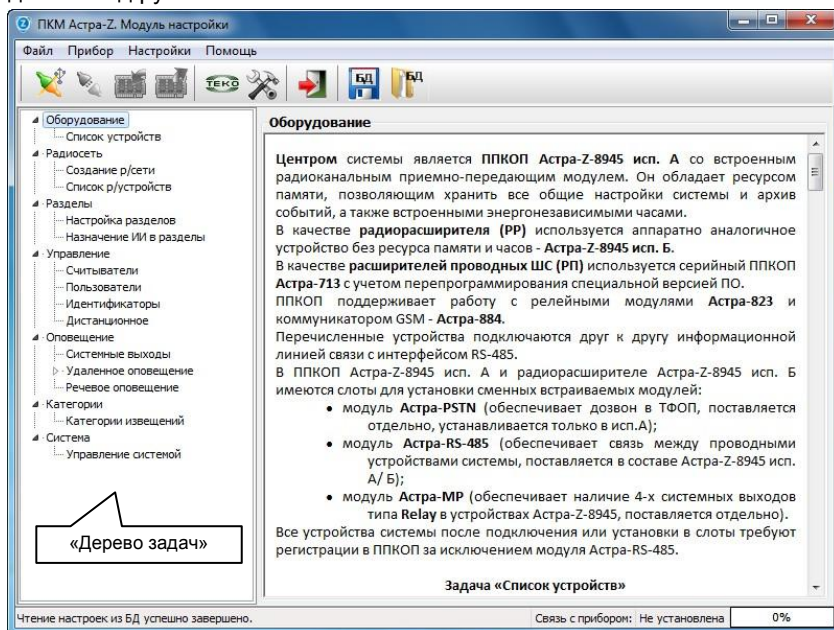 ПКМ Астра-Z. Модуль настройки
Файл Прибор Настройки Помощь
ТЕКО БД БД
Оборудование
Список устройств
Радиосеть
Создание р/сети
Список р/устройств
Разделы
Настройка разделов
Назначение ИИ в разделы
Управление
Считыватели
Пользователи
Идентификаторы
Дистанционное
Оповещение
Системные выходы
Удаленное оповещение
Речевое оповещение
Категории
Категории извещений
Система
Управление системой
«Дерево задач»
Оборудование
Центром системы является ППКОП Астра-Z-8945 исп. А со встроенным
радиоканальным приемно-передающим модулем. Он обладает ресурсом
памяти, позволяющим хранить все общие настройки системы и архив
событий, а также встроенными энергонезависимыми часами.
В качестве радиорасширителя (РР) используется аппаратно аналогичное
устройство без ресурса памяти и часов - Астра-Z-8945 исп. Б.
В качестве расширителей проводных ШС (РП) используется серийный ППКОП
Астра-713 с учетом перепрограммирования специальной версией ПО.
ППКОП поддерживает работу с релейными модулями Астра-823 и
коммуникатором GSM - Астра-884.
Перечисленные устройства подключаются друг к другу информационной
линией связи с интерфейсом RS-485.
В ППКОП Астра-Z-8945 исп. А и радиорасширителе Астра-Z-8945 исп. Б
имеются слоты для установки сменных встраиваемых модулей:
• модуль Астра-PSTN (обеспечивает дозвон в ТФОП, поставляется
отдельно, устанавливается только в исп.А);
• модуль Астра-RS-485 (обеспечивает связь между проводными
устройствами системы, поставляется в составе Астра-Z-8945 исп.
А/ Б);
• модуль Астра-МР (обеспечивает наличие 4-х системных выходов
типа Relay в устройствах Астра-Z-8945, поставляется отдельно).
Все устройства системы после подключения или установки в слоты требуют
регистрации в ППКОП за исключением модуля Астра-RS-485.
Задача «Список устройств»
Чтение настроек из БД успешно завершено. Связь с прибором: Не установлена 0%